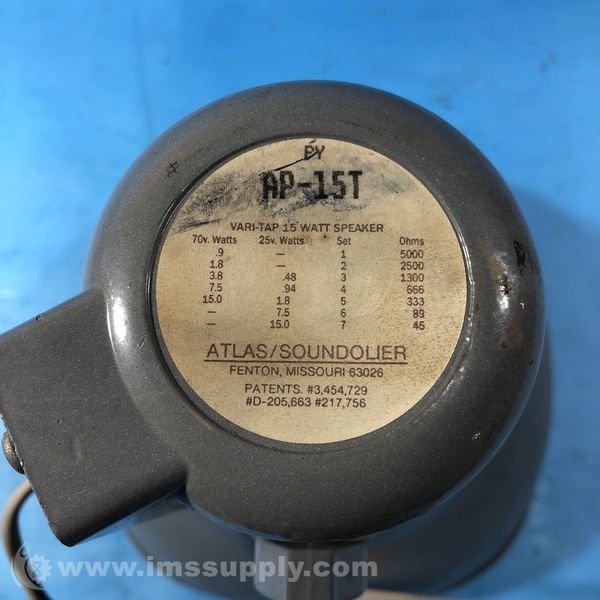 PY
AP-15T
VARI-TAP 15 WATT SPEAKER
70v. Watts 25v. Watts Set Ohms
.9 — 1 5000
1.8 — 2 2500
3.8 .48 3 1300
7.5 .94 4 666
15.0 1.8 5 333
— 7.5 6 89
— 15.0 7 45
ATLAS/SOUNDOLIER
FENTON, MISSOURI 63026
PATENTS. #3,454,729
#D-205,663 #217,756
www.imssupply.com